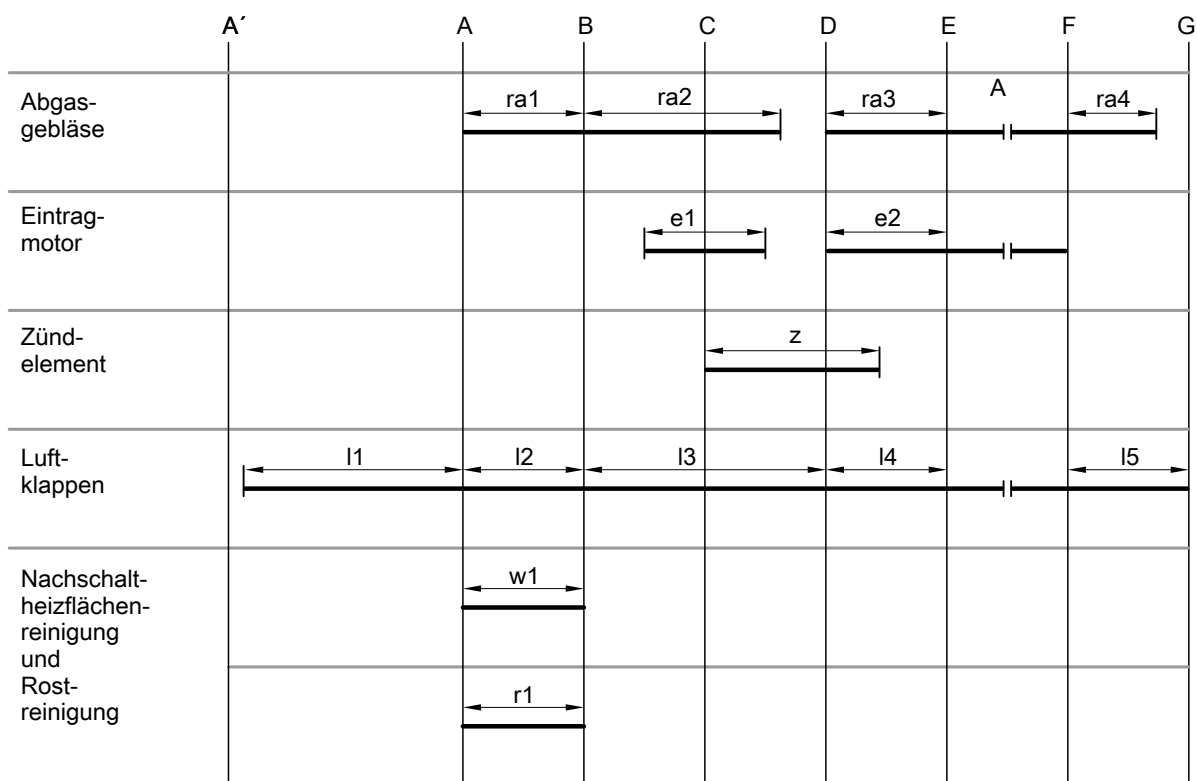 A´ A B C D E F G
Abgas-
gebläse
ra1 ra2 ra3 A ra4
Eintrag-
motor
e1 e2
Zünd-
element
z
Luft-
klappen
l1 l2 l3 l4 l5
Nachschalt-
heizflächen-
reinigung
und
Rost-
reinigung
w1
r1